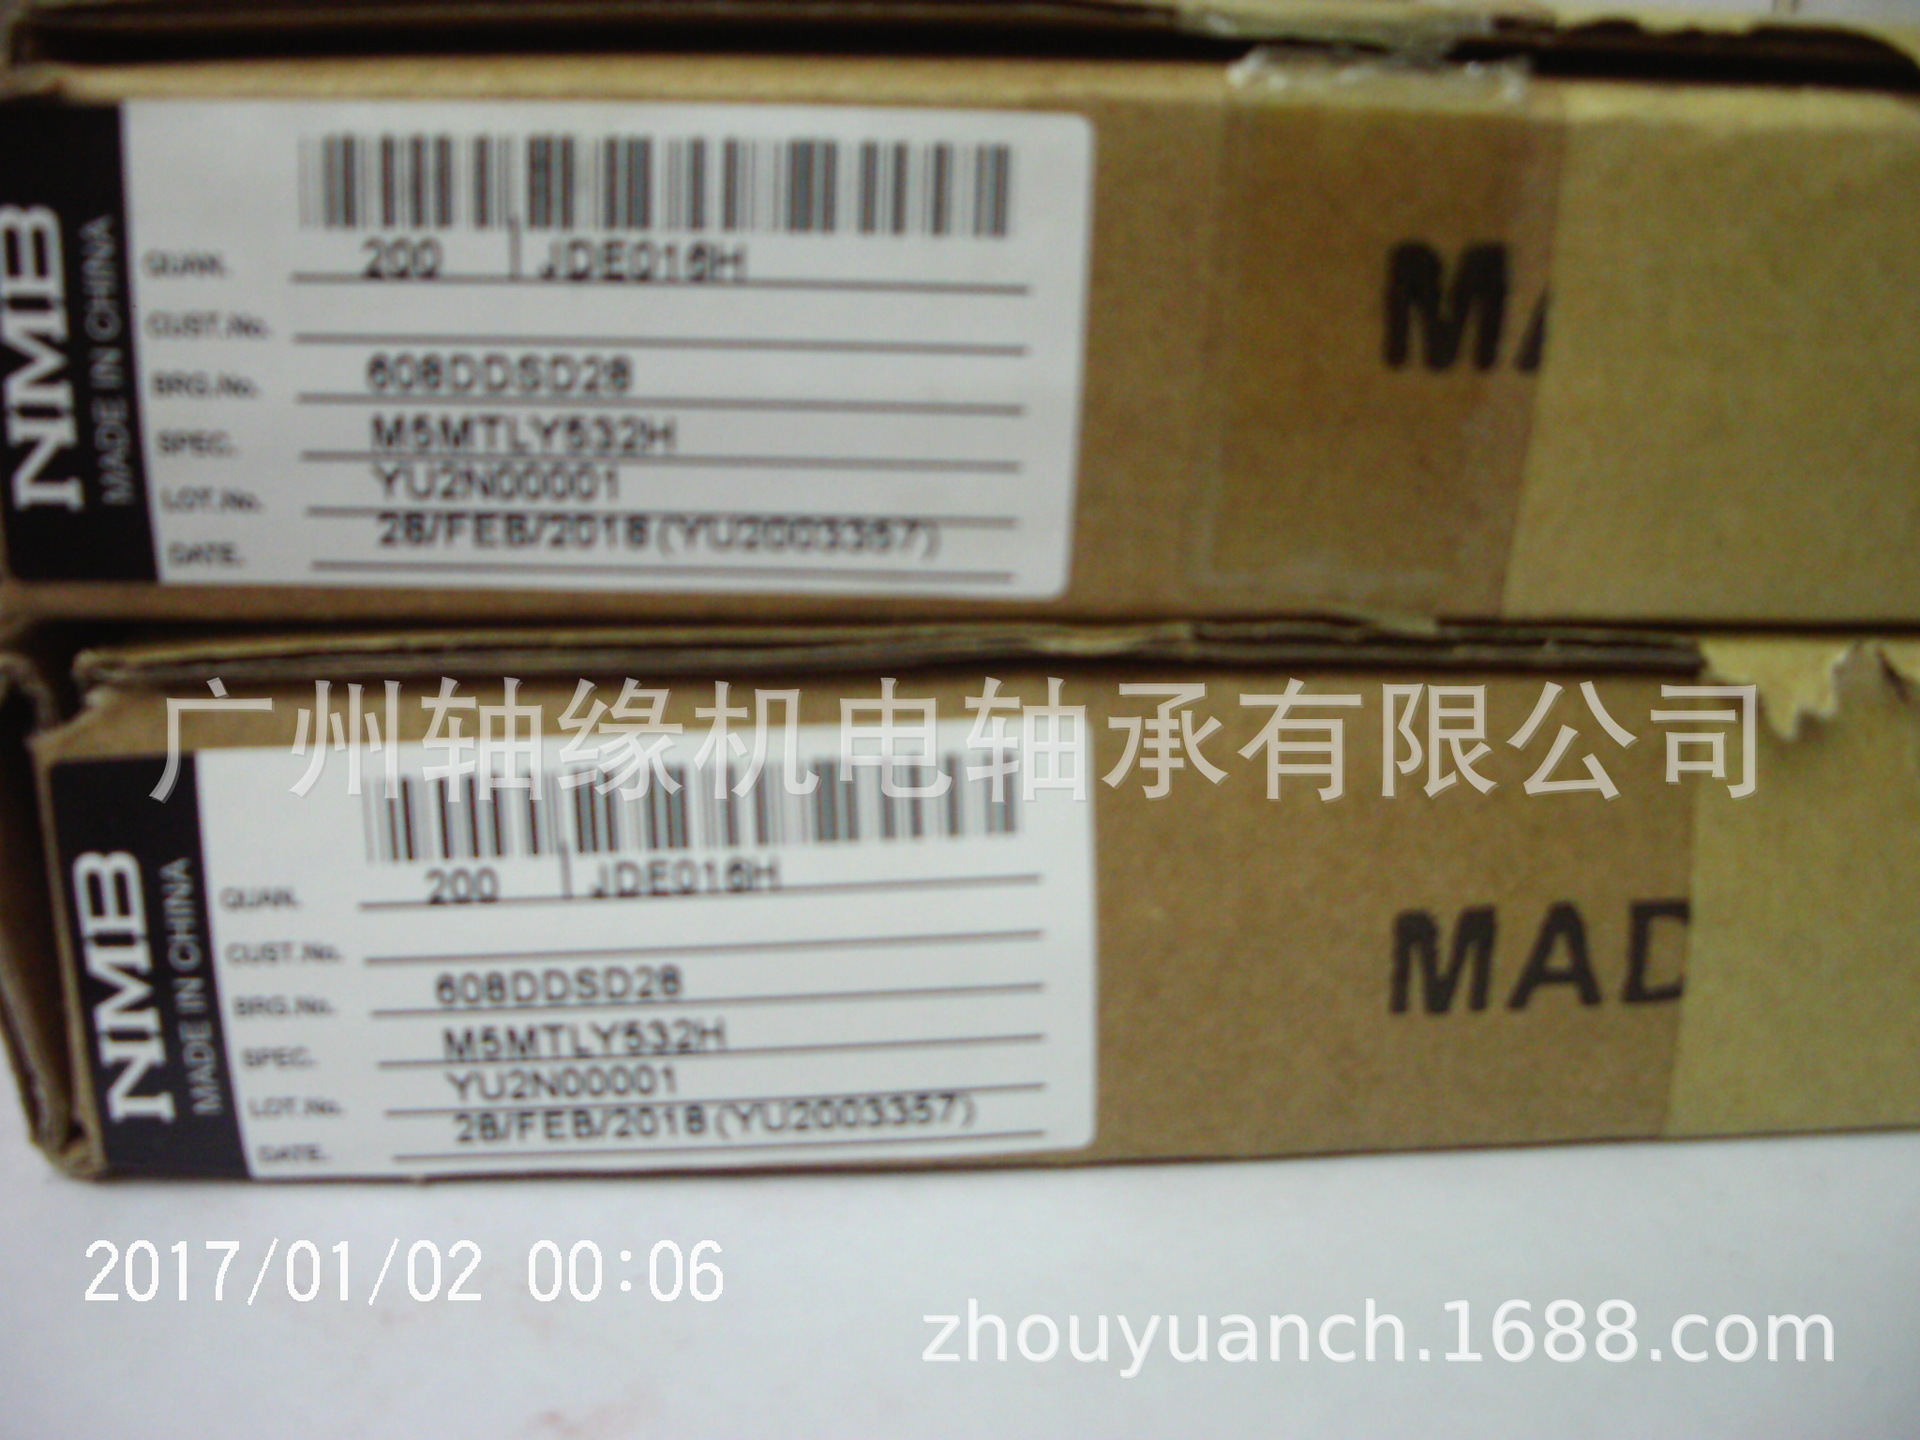 NMB
MADE IN CHINA
QUAN. 200 JDE016H
CUST.No.
BRG.No. 608DDSD28
SPEC. M5MTLY532H
LOT.No. YU2N00001
DATE. 28/FEB/2018(YU2003357)
MA
广州轴缘机电轴承有限公司
NMB
MADE IN CHINA
QUAN. 200 JDE016H
CUST.No.
BRG.No. 608DDSD28
SPEC. M5MTLY532H
LOT.No. YU2N00001
DATE. 28/FEB/2018(YU2003357)
MAD
2017/01/02 00:06
zhouyuanch.1688.com